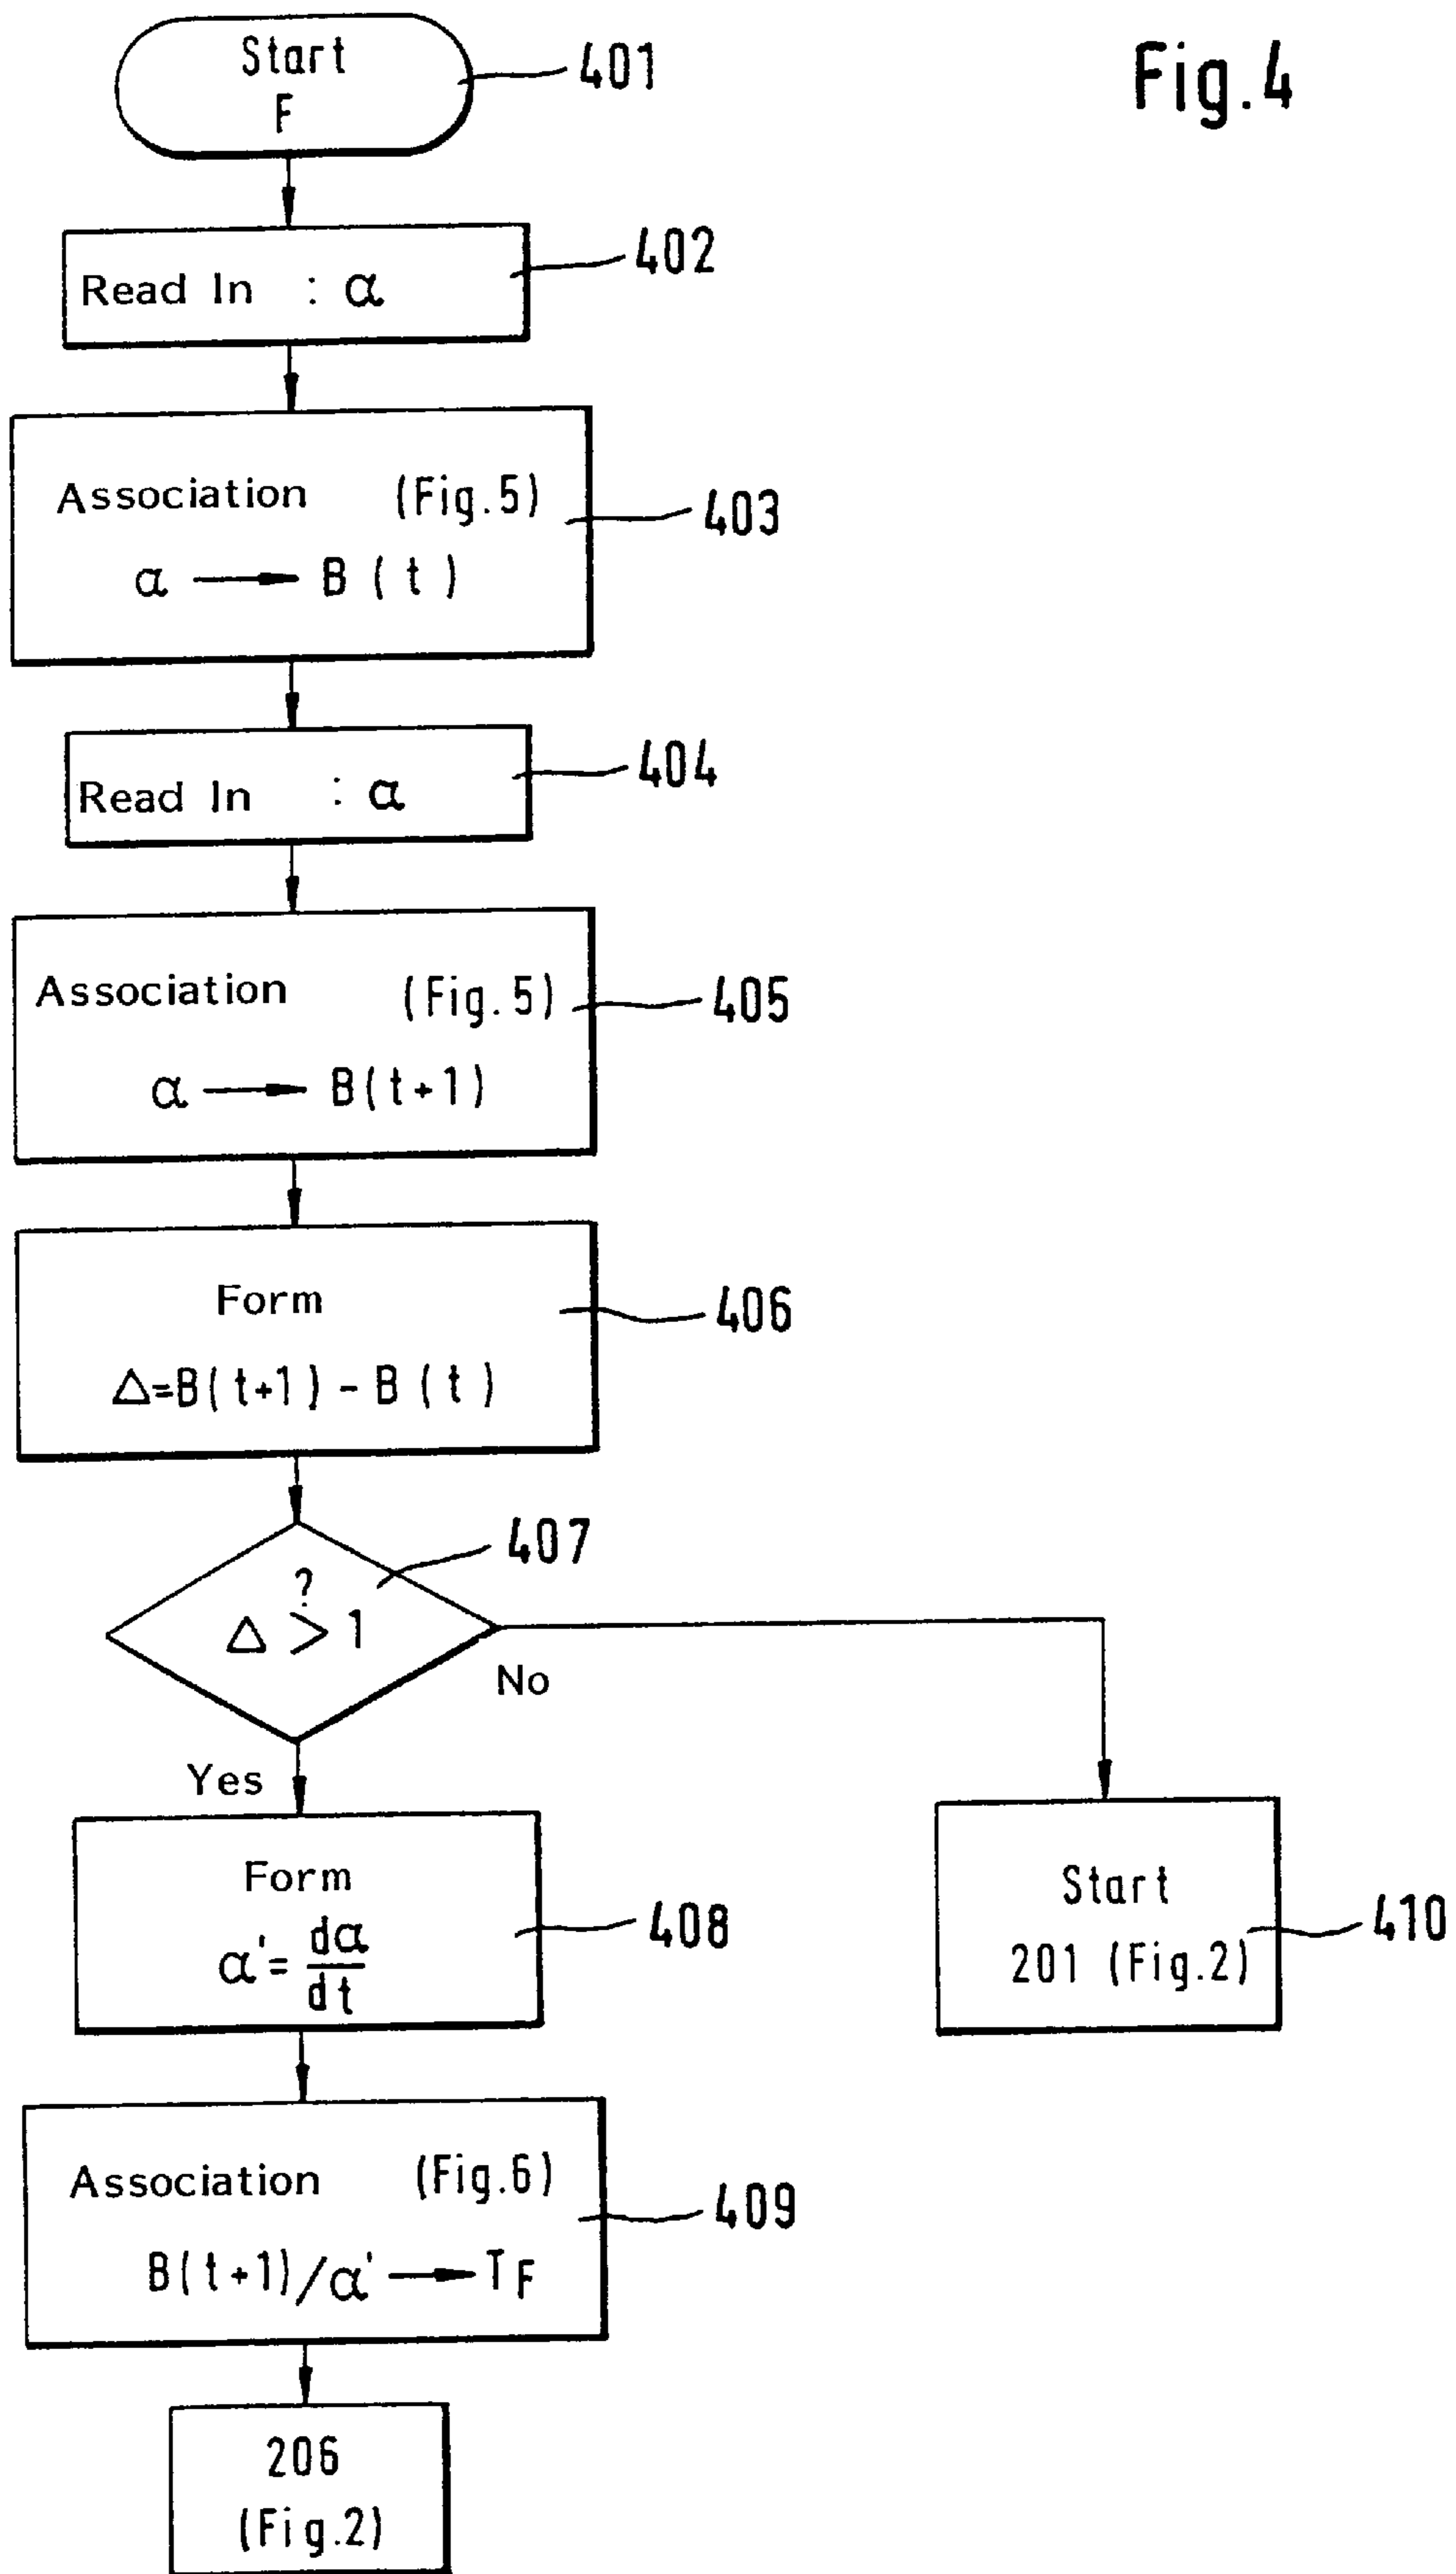 Fig.4
Start
F
401
Read In : α
402
Association (Fig.5)
403
α → B ( t )
Read In : α
404
Association (Fig.5)
405
α → B(t+1)
Form
406
Δ=B(t+1) - B(t)
407
?
Δ > 1
No
Yes
Form
α' = dα
dt
408
Start
201 (Fig.2)
410
Association (Fig.6)
409
B(t+1)/α' → TF
206
(Fig.2)